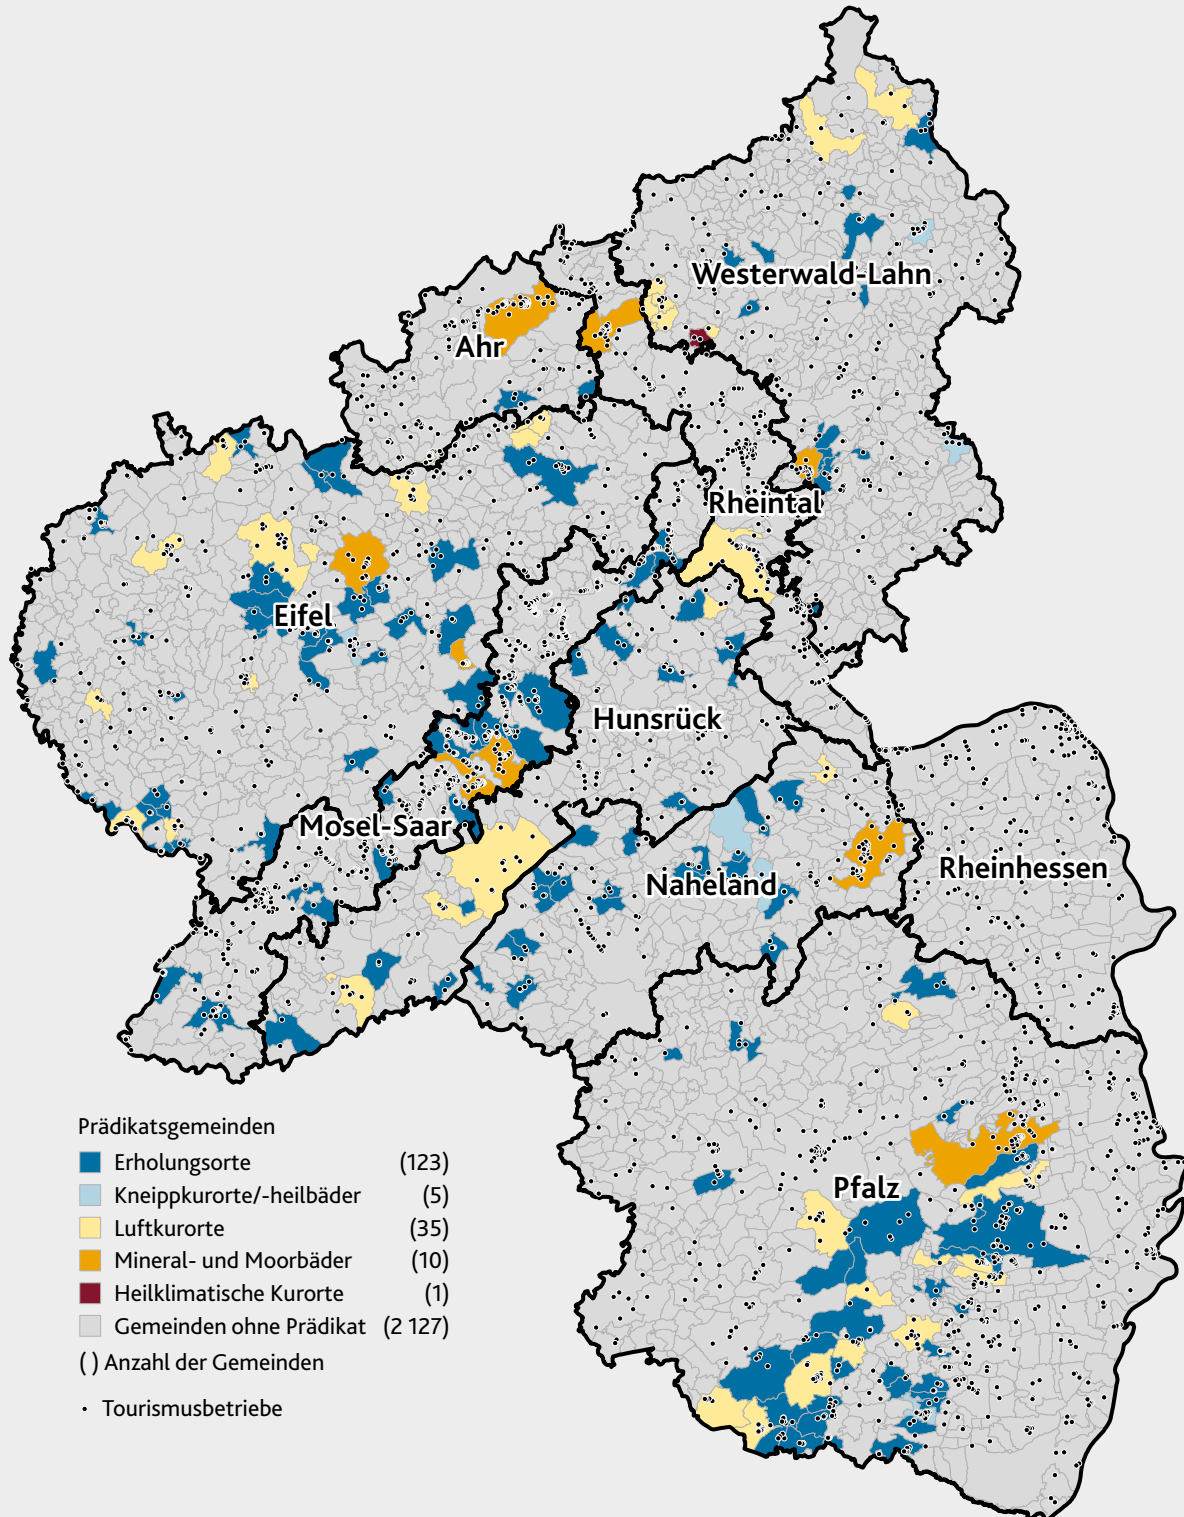 Westerwald-Lahn
Ahr
Rheintal
Eifel
Hunsrück
Mosel-Saar
Naheland
Rheinhessen
Pfalz
Prädikatsgemeinden
Erholungsorte (123)
Kneippkurorte/-heilbäder (5)
Luftkurorte (35)
Mineral- und Moorbäder (10)
Heilklimatische Kurorte (1)
Gemeinden ohne Prädikat (2 127)
( ) Anzahl der Gemeinden
Tourismusbetriebe